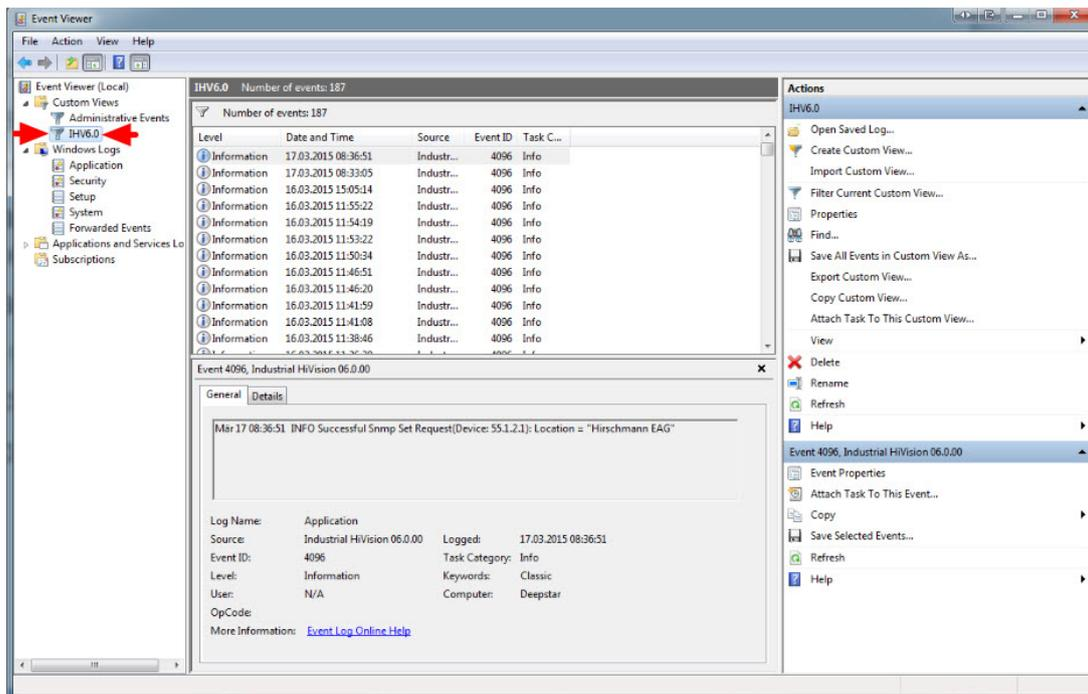 Event Viewer
File Action View Help
Event Viewer (Local)
Custom Views
Administrative Events
IHV6.0
Windows Logs
Application
Security
Setup
System
Forwarded Events
Applications and Services Lo
Subscriptions
IHV6.0 Number of events: 187
Number of events: 187
Level Date and Time Source Event ID Task C...
Information 17.03.2015 08:36:51 Industr... 4096 Info
Information 17.03.2015 08:33:05 Industr... 4096 Info
Information 16.03.2015 15:05:14 Industr... 4096 Info
Information 16.03.2015 11:55:22 Industr... 4096 Info
Information 16.03.2015 11:54:19 Industr... 4096 Info
Information 16.03.2015 11:53:22 Industr... 4096 Info
Information 16.03.2015 11:50:34 Industr... 4096 Info
Information 16.03.2015 11:46:51 Industr... 4096 Info
Information 16.03.2015 11:46:20 Industr... 4096 Info
Information 16.03.2015 11:41:59 Industr... 4096 Info
Information 16.03.2015 11:41:08 Industr... 4096 Info
Information 16.03.2015 11:38:46 Industr... 4096 Info
Event 4096, Industrial HiVision 06.0.00
General Details
Mär 17 08:36:51 INFO Successful Snmp Set Request(Device: 55.1.2.1): Location = "Hirschmann EAG"
Log Name: Application
Source: Industrial HiVision 06.0.00 Logged: 17.03.2015 08:36:51
Event ID: 4096 Task Category: Info
Level: Information Keywords: Classic
User: N/A Computer: Deepstar
OpCode:
More Information: Event Log Online Help
Actions
IHV6.0
Open Saved Log...
Create Custom View...
Import Custom View...
Filter Current Custom View...
Properties
Find...
Save All Events in Custom View As...
Export Custom View...
Copy Custom View...
Attach Task To This Custom View...
View
Delete
Rename
Refresh
Help
Event 4096, Industrial HiVision 06.0.00
Event Properties
Attach Task To This Event...
Copy
Save Selected Events...
Refresh
Help